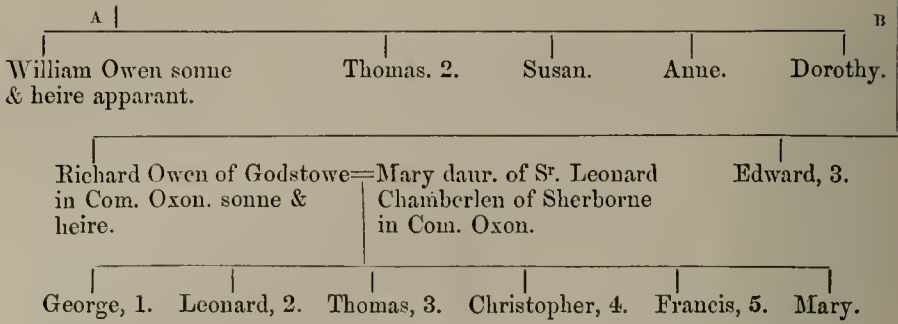 A B
William Owen sonne & heire apparant. Thomas. 2. Susan. Anne. Dorothy.
Richard Owen of Godstowe=Mary daur. of Sr. Leonard Edward, 3.
in Com. Oxon. sonne & Chamberlen of Sherborne
heire. in Com. Oxon.
George, 1. Leonard, 2. Thomas, 3. Christopher, 4. Francis, 5. Mary.